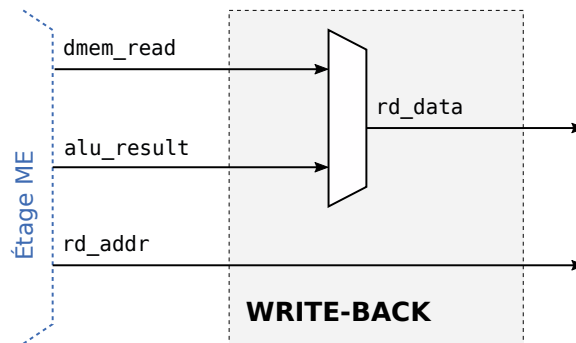 dmem_read
rd_data
alu_result
Étage ME
rd_addr
WRITE-BACK